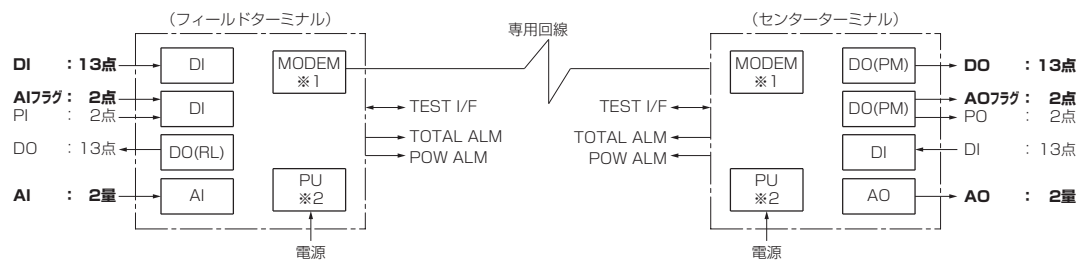 (フィールドターミナル)
DI : 13点
DI
MODEM
※1
AIフラグ : 2点
PI : 2点
DI
DO : 13点
DO(RL)
AI : 2量
AI
PU
※2
電源
TEST I/F
TOTAL ALM
POW ALM
専用回線
(センターターミナル)
TEST I/F
TOTAL ALM
POW ALM
MODEM
※1
DO(PM)
DO : 13点
DO(PM)
AOフラグ : 2点
PO : 2点
DI
DI : 13点
PU
※2
AO
AO : 2量
電源